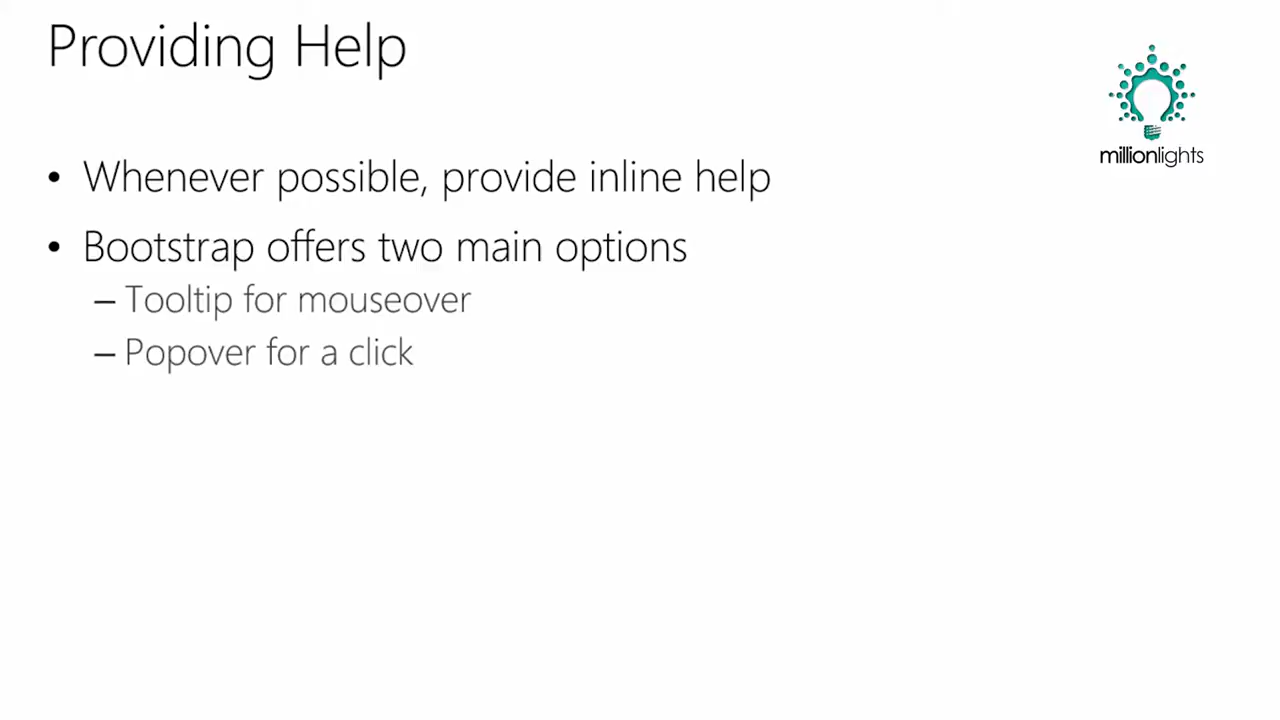 Providing Help
millionlights
• Whenever possible, provide inline help
• Bootstrap offers two main options
– Tooltip for mouseover
– Popover for a click